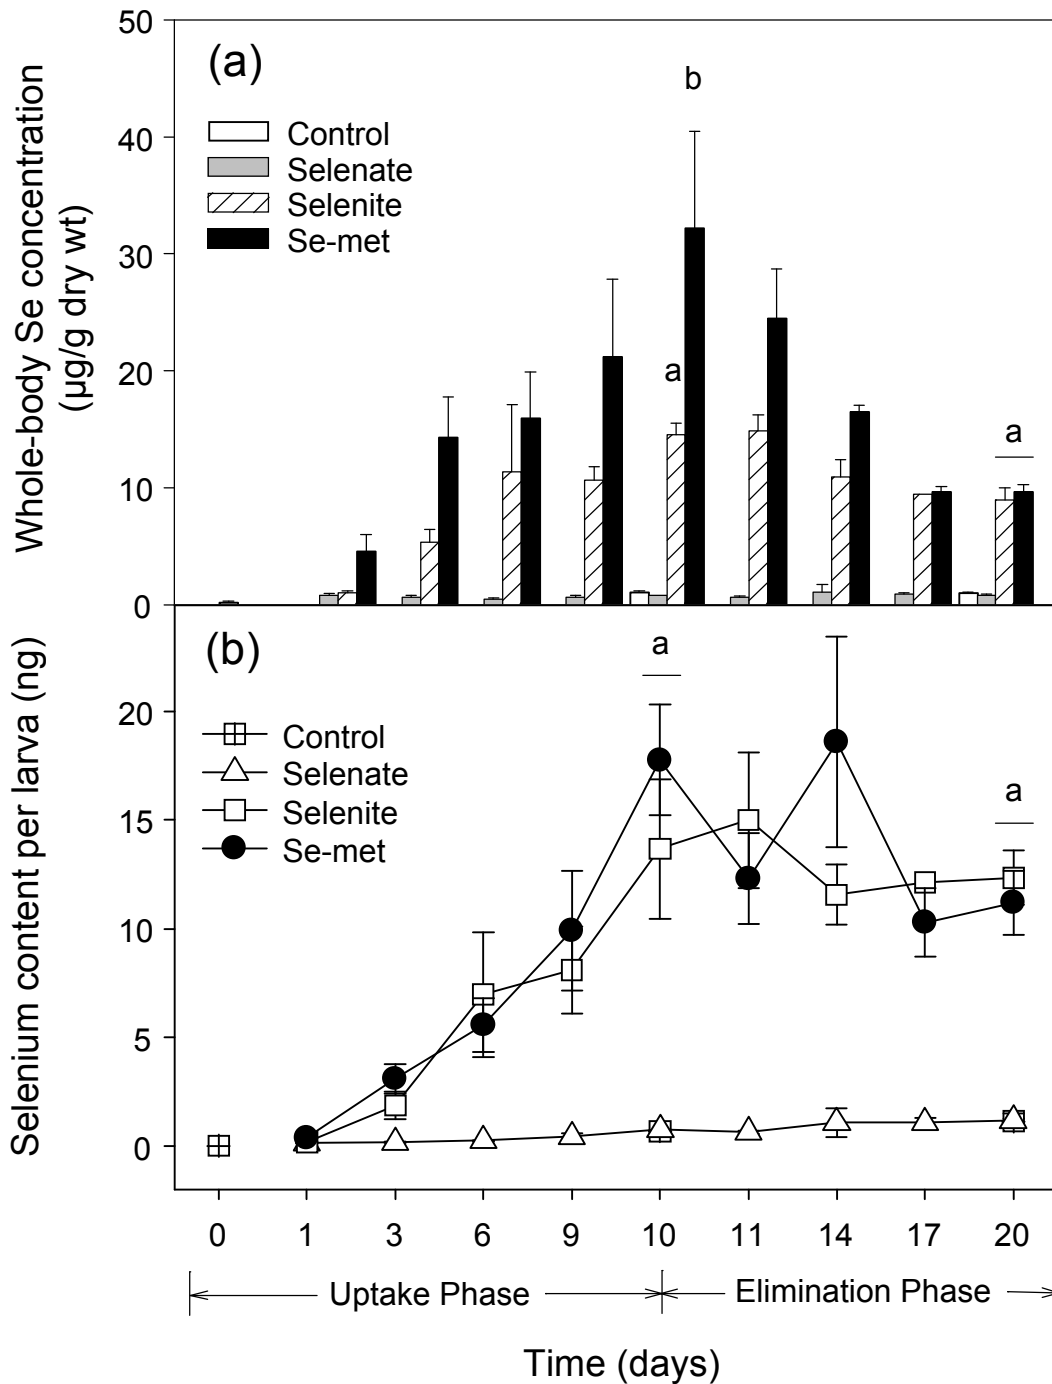 50
(a)
b
Control
Selenate
Selenite
Se-met
40
30
20
10
0
a
a
Whole-body Se concentration
(µg/g dry wt)
(b)
a
Control
Selenate
Selenite
Se-met
20
15
10
5
0
a
Selenium content per larva (ng)
0 1 3 6 9 10 11 14 17 20
Uptake Phase Elimination Phase
Time (days)